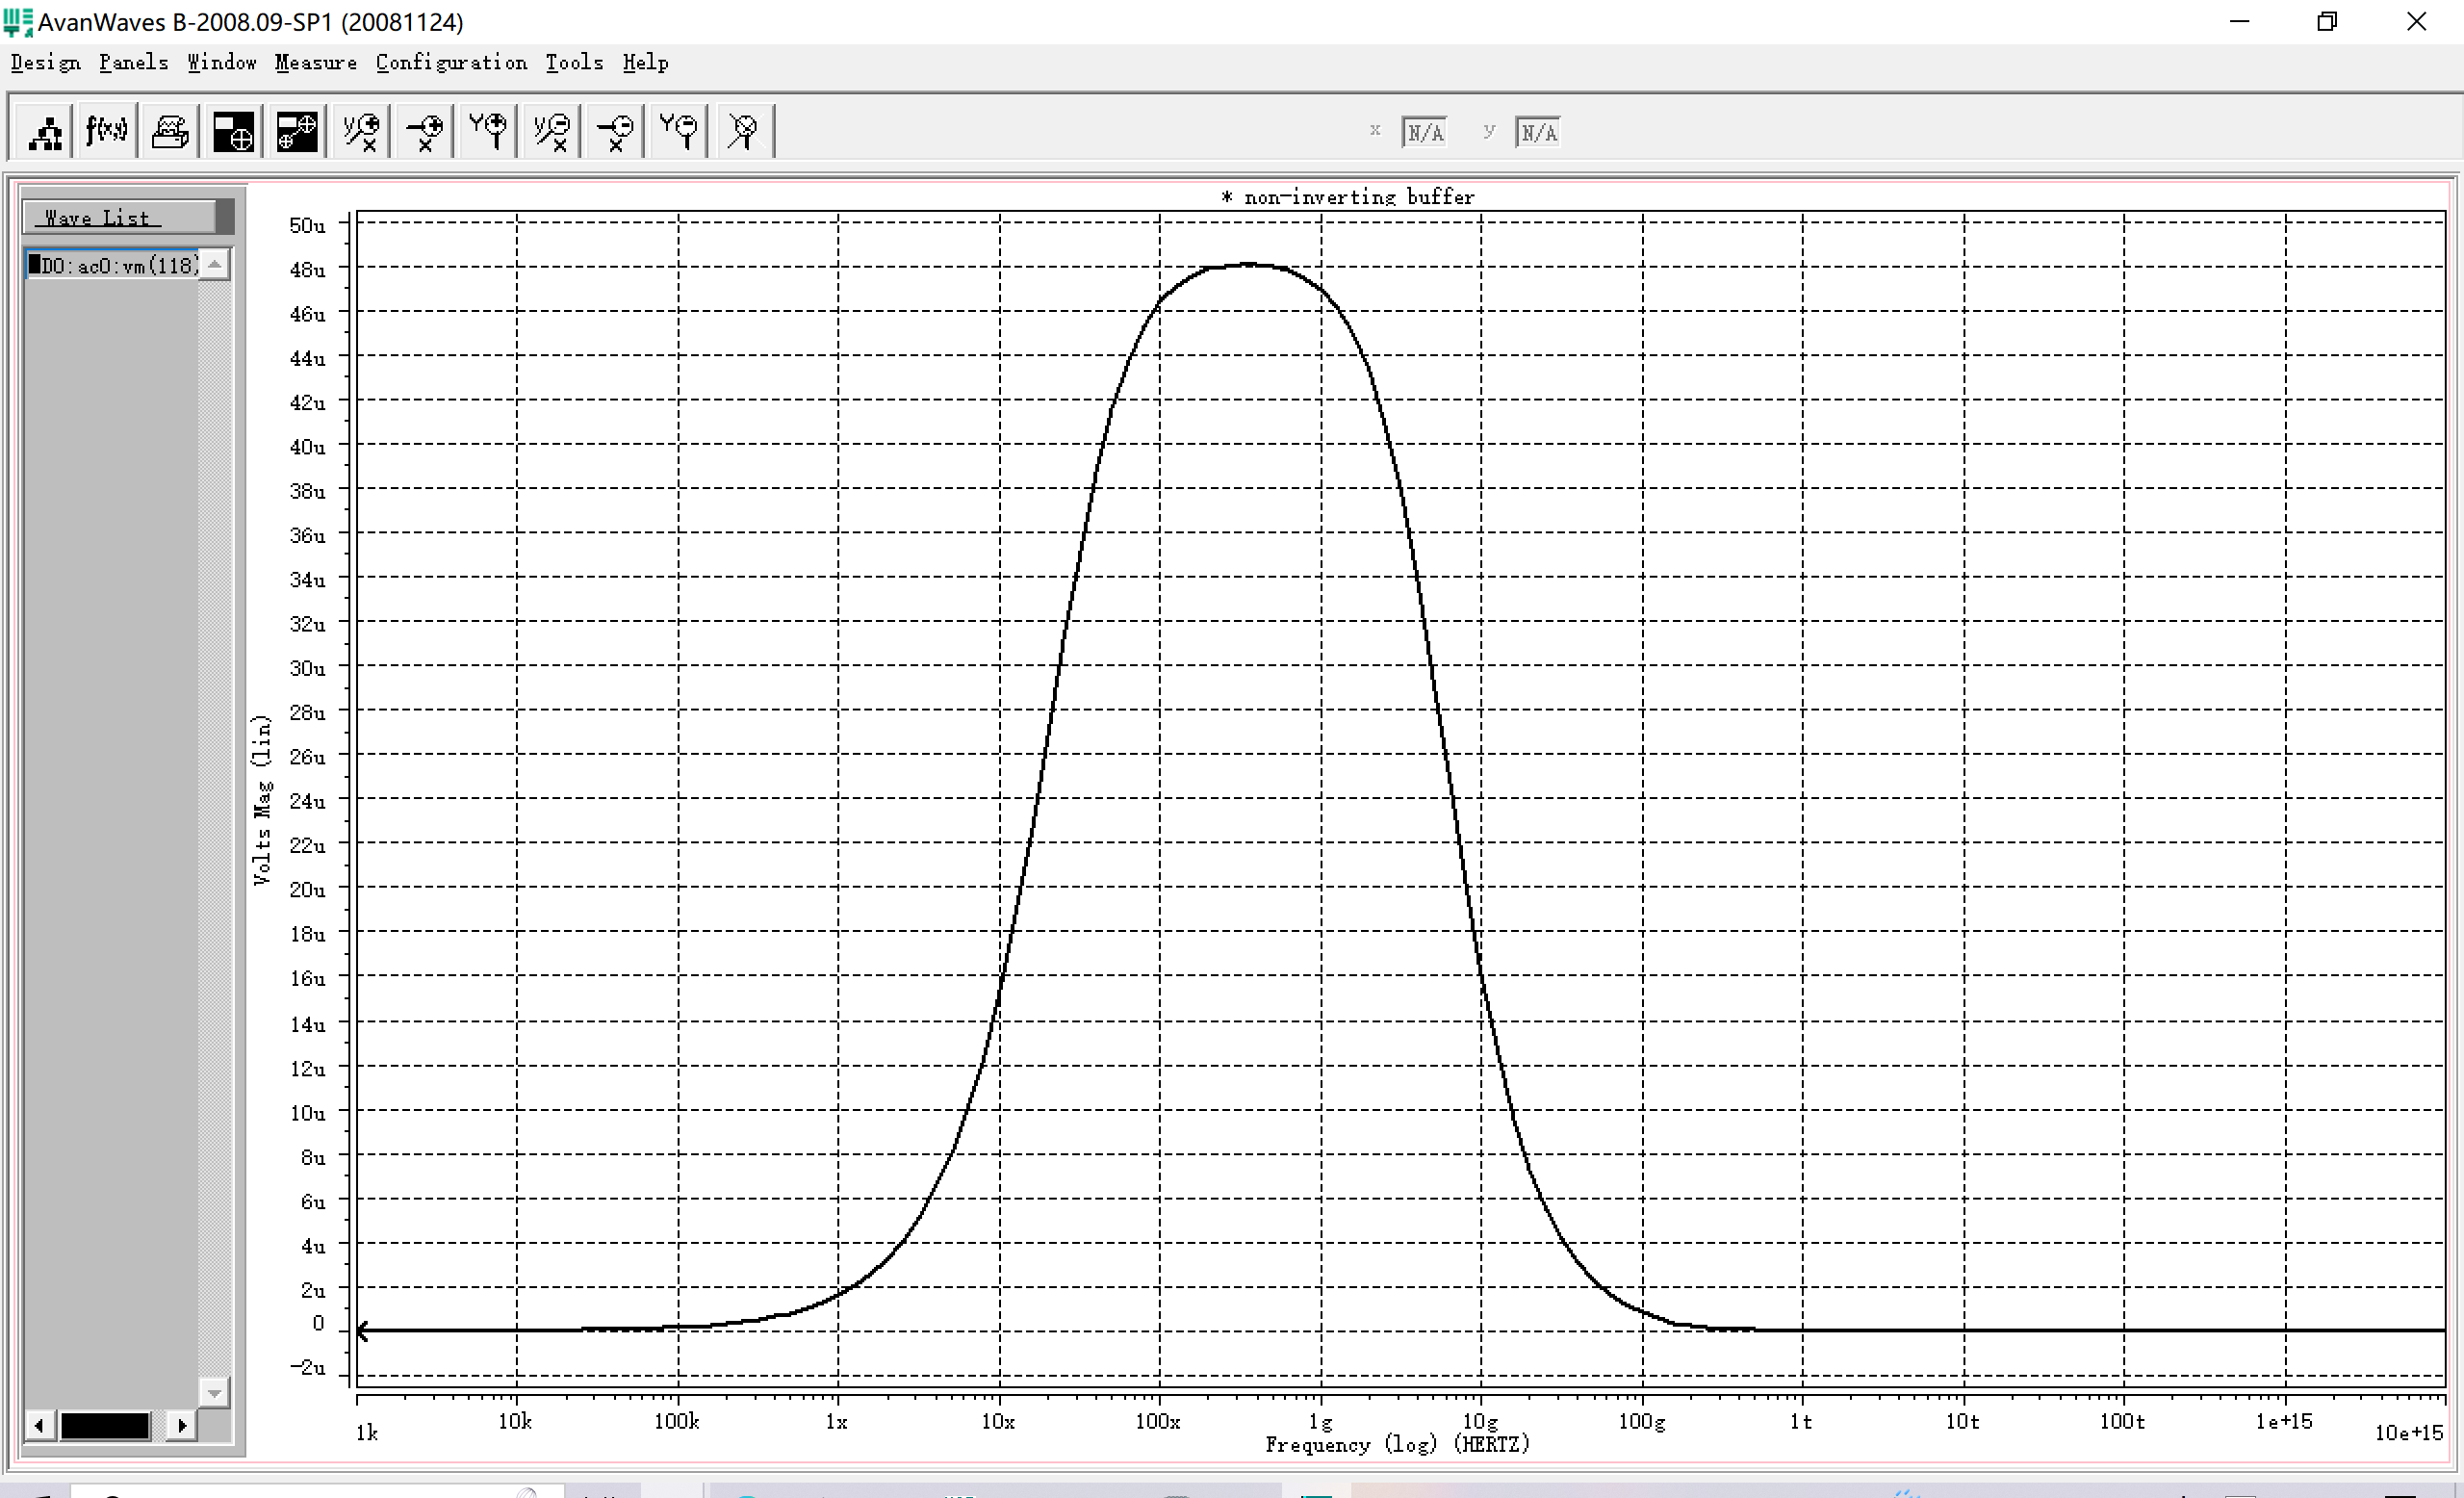 AvanWaves B-2008.09-SP1 (20081124)
Design Panels Window Measure Configuration Tools Help
f(x,y)
x N/A y N/A
Wave List
D0:ac0:vm(118)
* non-inverting buffer
50u
48u
46u
44u
42u
40u
38u
36u
34u
32u
30u
28u
26u
24u
22u
20u
18u
16u
14u
12u
10u
8u
6u
4u
2u
0
-2u
Volts Mag (lin)
1k 10k 100k 1x 10x 100x 1g 10g 100g 1t 10t 100t 1e+15 10e+15
Frequency (log) (HERTZ)